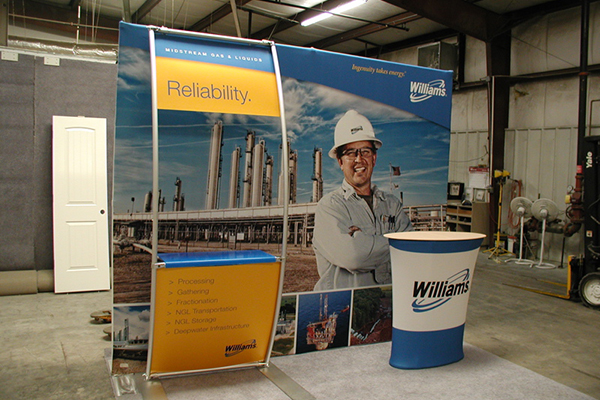 MIDSTREAM GAS & LIQUIDS
Reliability.
Ingenuity takes energy.
Williams
> Processing
> Gathering
> Fractionation
> NGL Transportation
> NGL Storage
> Deepwater Infrastructure
Williams
Williams
Yale